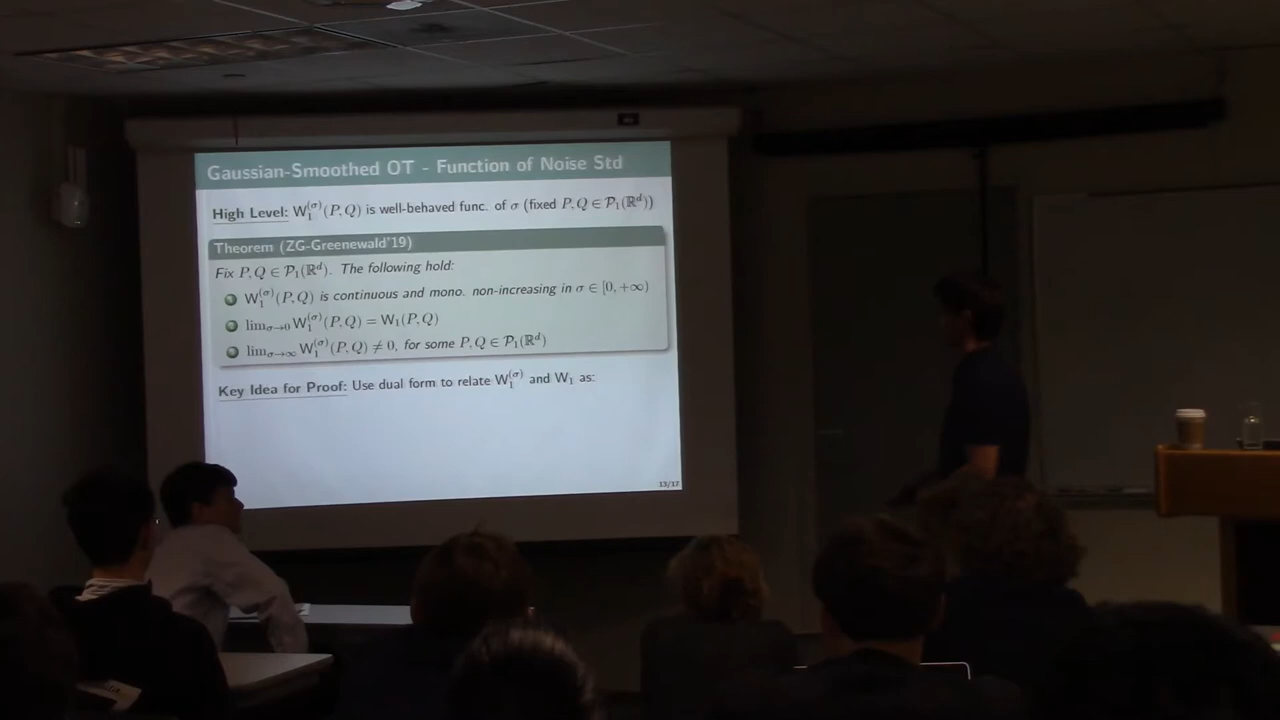 Gaussian-Smoothed OT - Function of Noise Std
High Level: W₁^(σ)(P,Q) is well-behaved func. of σ (fixed P,Q ∈ 𝒫₁(ℝᵈ))
Theorem (ZG-Greenewald'19)
Fix P,Q ∈ 𝒫₁(ℝᵈ). The following hold:
W₁^(σ)(P,Q) is continuous and mono. non-increasing in σ ∈ [0,+∞)
lim_σ→0 W₁^(σ)(P,Q) = W₁(P,Q)
lim_σ→∞ W₁^(σ)(P,Q) ≠ 0, for some P,Q ∈ 𝒫₁(ℝᵈ)
Key Idea for Proof: Use dual form to relate W₁^(σ) and W₁ as:
13/17